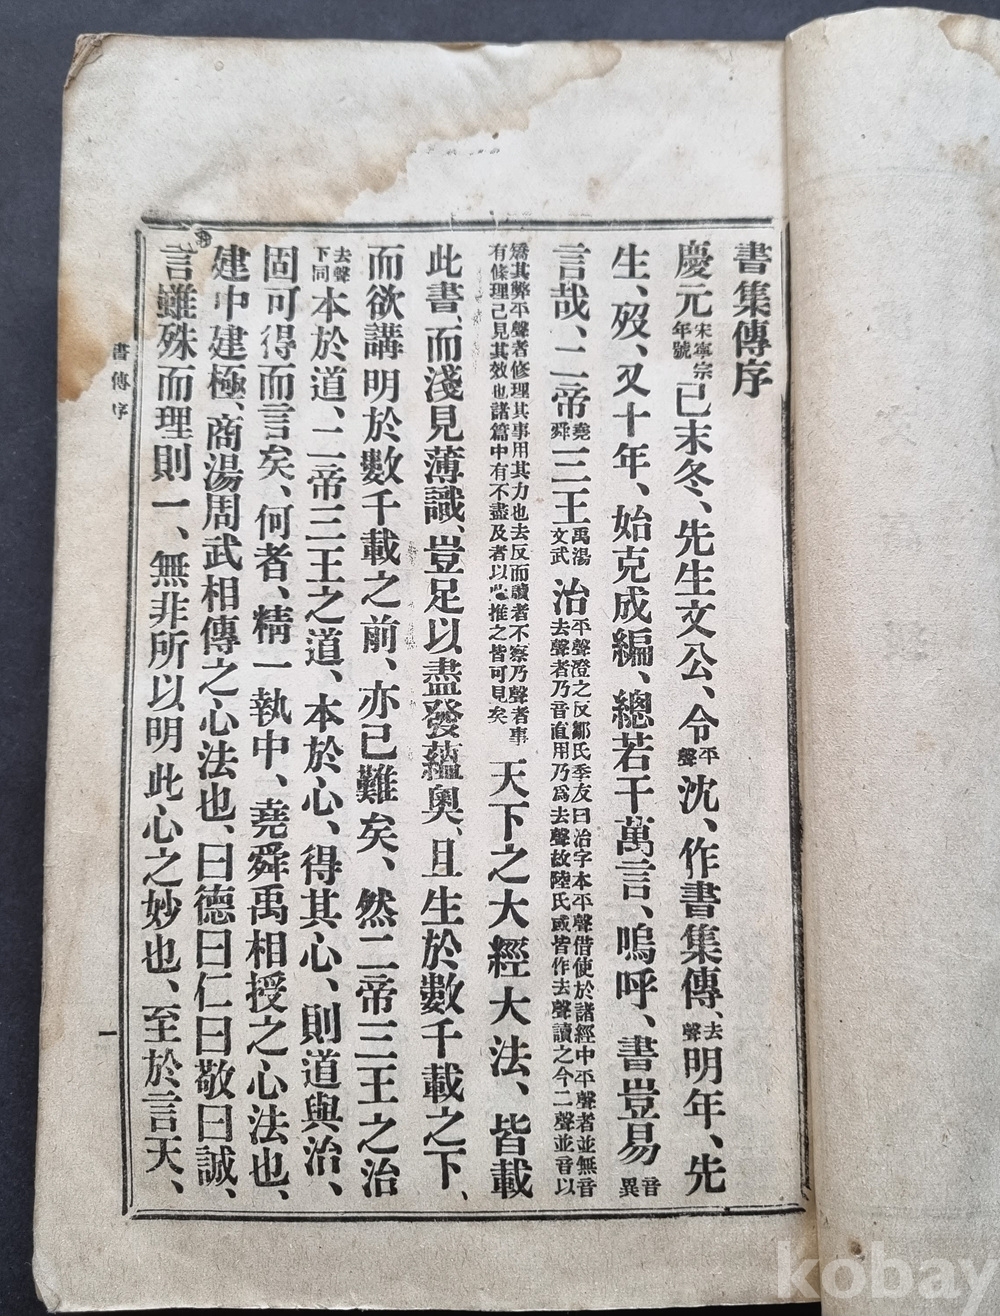 書集傳序
慶元宋寧宗年號已未冬、先生文公、令平聲沈、作書集傳、去聲明年、先
生、歿、又十年、始克成編、總若干萬言、嗚呼、書豈易音異
言哉、二帝堯舜三王禹湯文武治平聲澄之反鄒氏季友曰治字本平聲借使於諸經中平聲者並無音去聲者乃音直用乃爲去聲故陸氏或皆作去聲讀之今二聲並音以
矯其弊平聲者修理其事用其力也去反而讀者不察乃聲者事有條理已見其效也諸篇中有不盡及者以推之皆可見矣天下之大經大法、皆載
此書、而淺見薄識、豈足以盡發蘊奧、且生於數千載之下、
而欲講明於數千載之前、亦已難矣、然二帝三王之治
去聲下同本於道、二帝三王之道、本於心、得其心、則道與治、
固可得而言矣、何者、精一執中、堯舜禹相授之心法也、
建中建極、商湯周武相傳之心法也、曰德曰仁曰敬曰誠、
言雖殊而理則一、無非所以明此心之妙也、至於言天、
書傳序
一
kobay